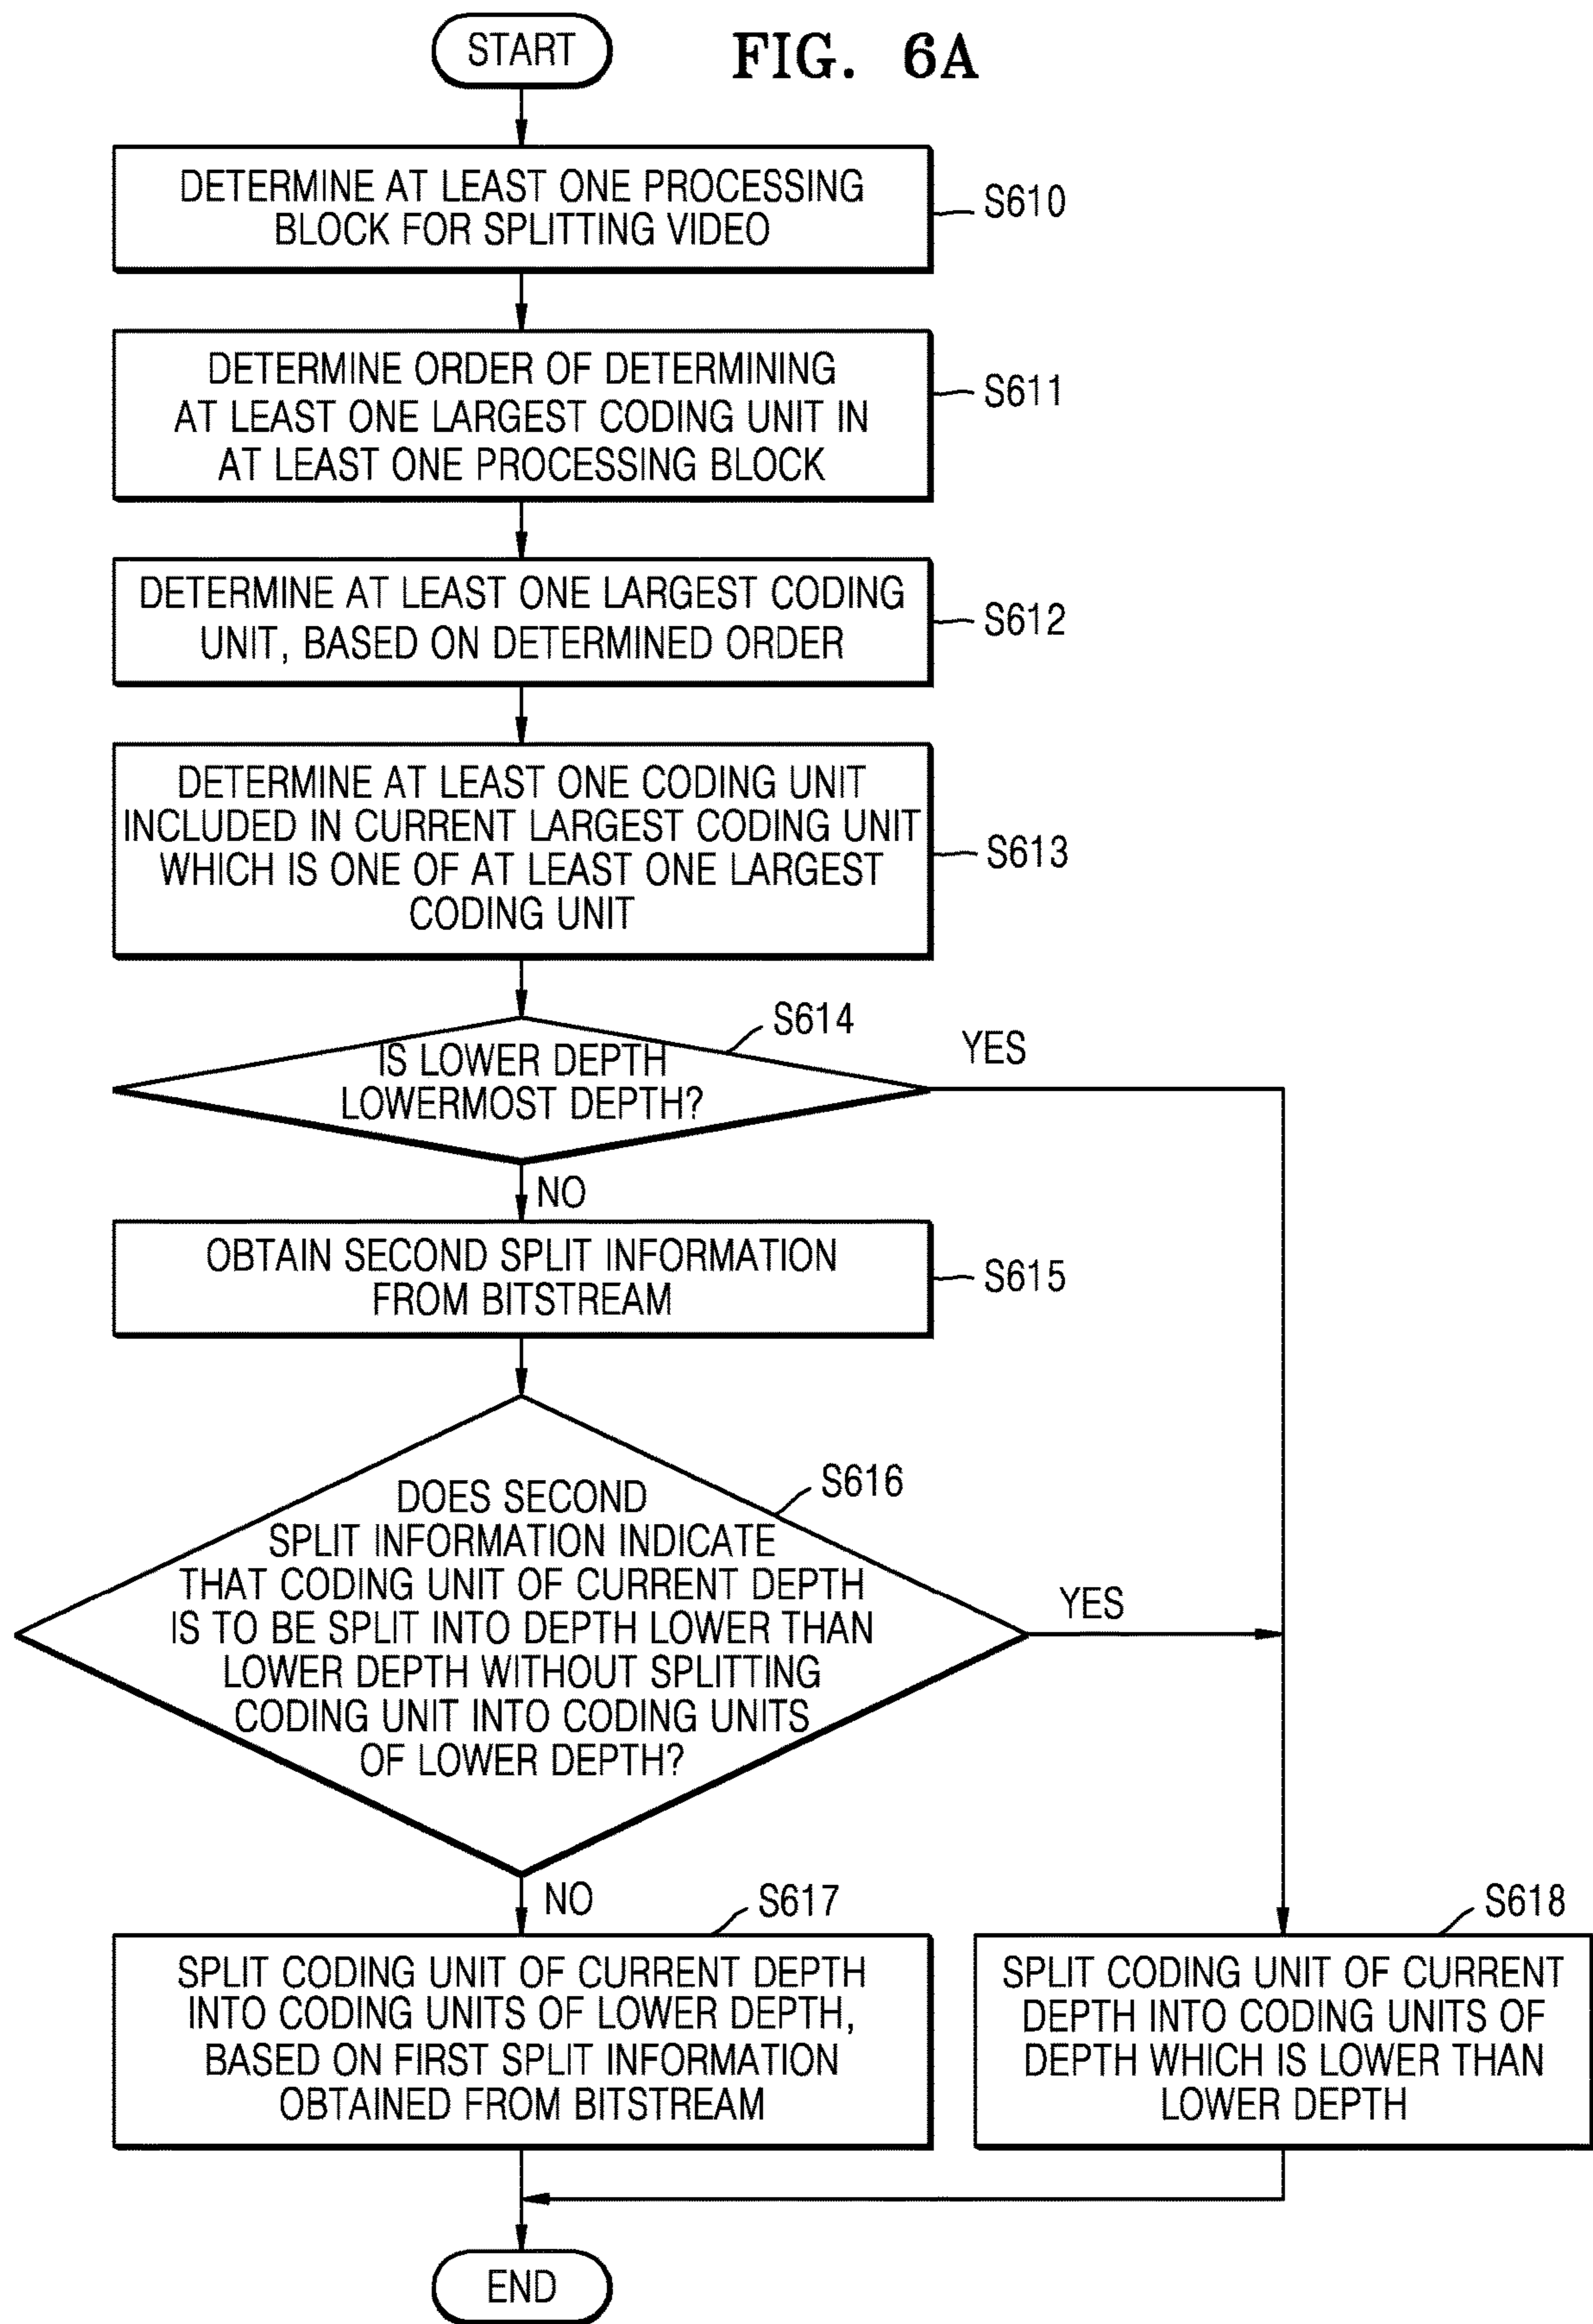 START
FIG. 6A
DETERMINE AT LEAST ONE PROCESSING
BLOCK FOR SPLITTING VIDEO
S610
DETERMINE ORDER OF DETERMINING
AT LEAST ONE LARGEST CODING UNIT IN
AT LEAST ONE PROCESSING BLOCK
S611
DETERMINE AT LEAST ONE LARGEST CODING
UNIT, BASED ON DETERMINED ORDER
S612
DETERMINE AT LEAST ONE CODING UNIT
INCLUDED IN CURRENT LARGEST CODING UNIT
WHICH IS ONE OF AT LEAST ONE LARGEST
CODING UNIT
S613
S614
IS LOWER DEPTH
LOWERMOST DEPTH?
YES
NO
OBTAIN SECOND SPLIT INFORMATION
FROM BITSTREAM
S615
S616
DOES SECOND
SPLIT INFORMATION INDICATE
THAT CODING UNIT OF CURRENT DEPTH
IS TO BE SPLIT INTO DEPTH LOWER THAN
LOWER DEPTH WITHOUT SPLITTING
CODING UNIT INTO CODING UNITS
OF LOWER DEPTH?
YES
NO
S617
SPLIT CODING UNIT OF CURRENT DEPTH
INTO CODING UNITS OF LOWER DEPTH,
BASED ON FIRST SPLIT INFORMATION
OBTAINED FROM BITSTREAM
S618
SPLIT CODING UNIT OF CURRENT
DEPTH INTO CODING UNITS OF
DEPTH WHICH IS LOWER THAN
LOWER DEPTH
END